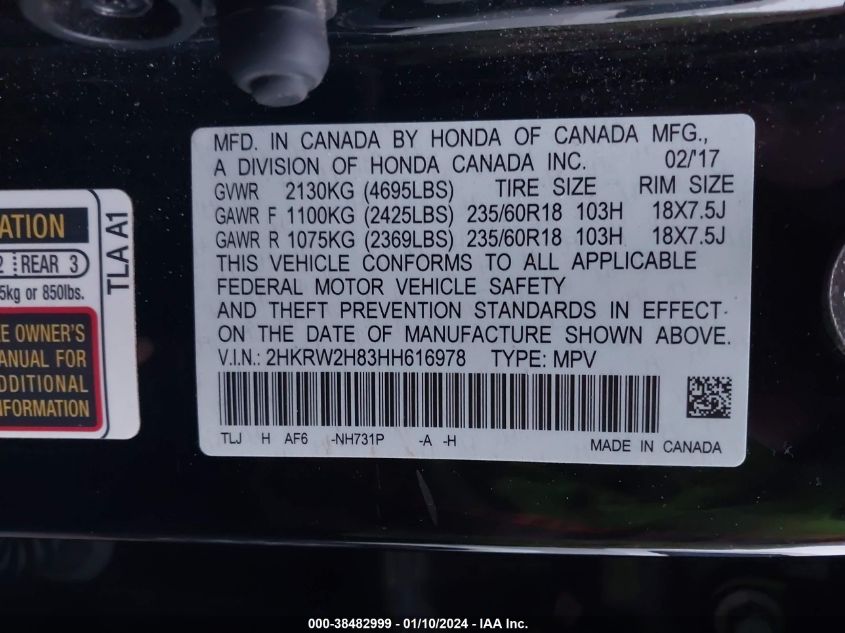 MFD. IN CANADA BY HONDA OF CANADA MFG.,
A DIVISION OF HONDA CANADA INC. 02/'17
GVWR 2130KG (4695LBS) TIRE SIZE RIM SIZE
GAWR F 1100KG (2425LBS) 235/60R18 103H 18X7.5J
GAWR R 1075KG (2369LBS) 235/60R18 103H 18X7.5J
THIS VEHICLE CONFORMS TO ALL APPLICABLE
FEDERAL MOTOR VEHICLE SAFETY
AND THEFT PREVENTION STANDARDS IN EFFECT
ON THE DATE OF MANUFACTURE SHOWN ABOVE.
V.I.N.: 2HKRW2H83HH616978 TYPE: MPV
TLJ H AF6 -NH731P -A -H
MADE IN CANADA
ATION
2 REAR 3
5kg or 850lbs.
E OWNER'S
ANUAL FOR
DDITIONAL
NFORMATION
TLA A1
000-38482999 — 01/10/2024 — IAA Inc.